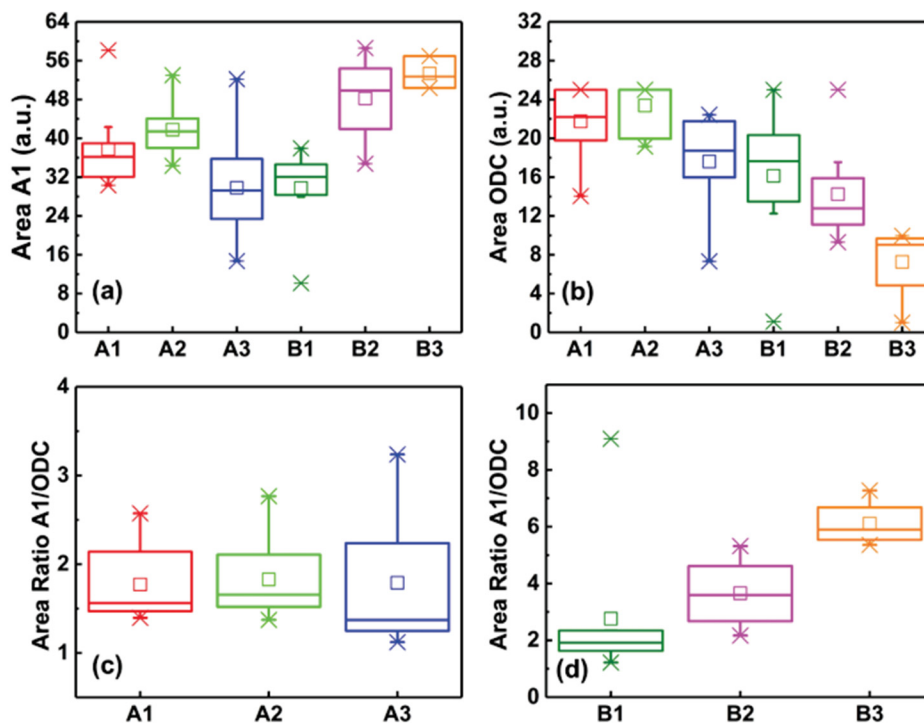 Area A1 (a.u.)
64
56
48
40
32
24
16
8
0
(a)
A1 A2 A3 B1 B2 B3
Area ODC (a.u.)
32
28
24
20
16
12
8
4
0
(b)
A1 A2 A3 B1 B2 B3
Area Ratio A1/ODC
4
3
2
1
(c)
A1 A2 A3
Area Ratio A1/ODC
10
8
6
4
2
0
(d)
B1 B2 B3